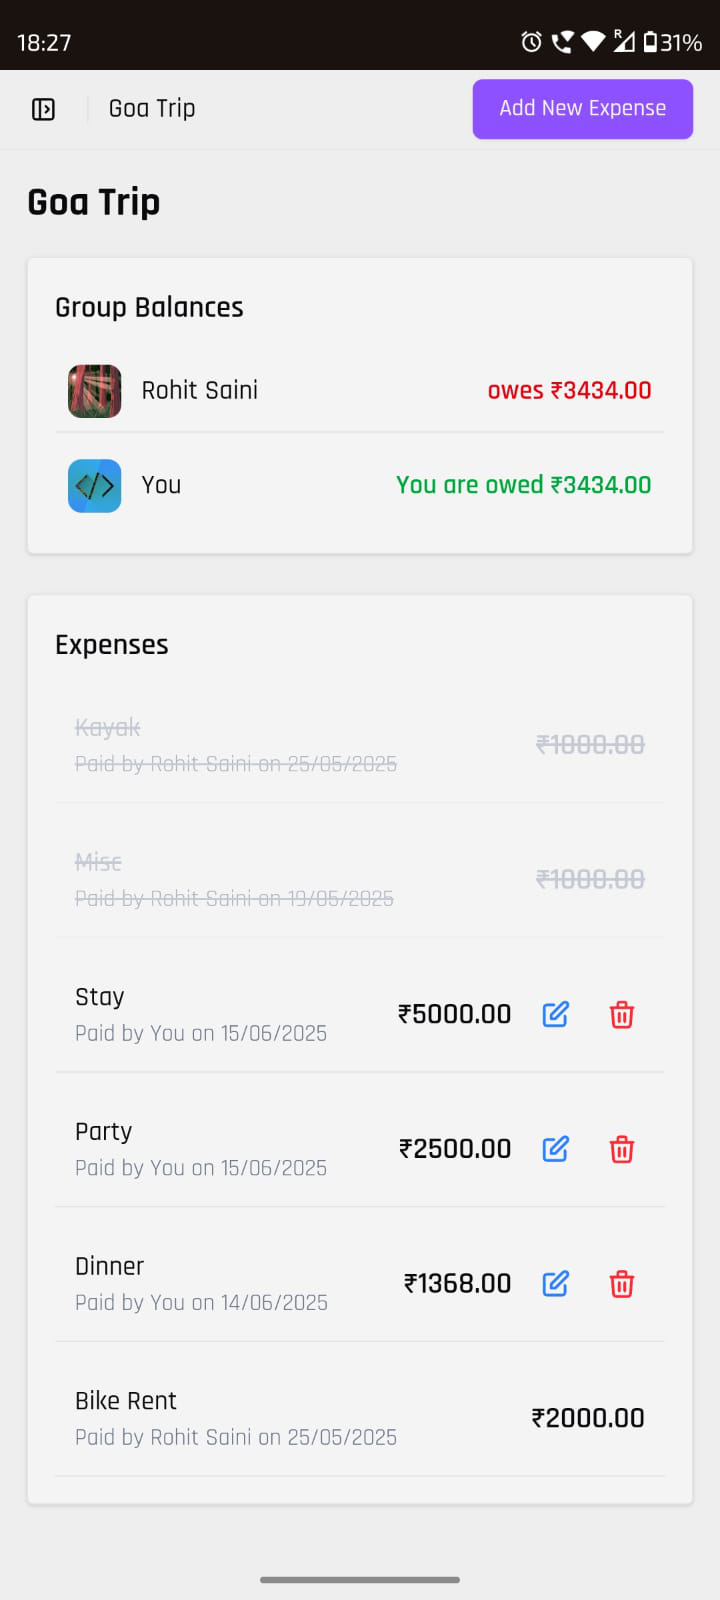 18:27
R 31%
Goa Trip
Add New Expense
Goa Trip
Group Balances
Rohit Saini owes ₹3434.00
You You are owed ₹3434.00
Expenses
Kayak
₹1000.00
Paid by Rohit Saini on 25/05/2025
Misc
₹1000.00
Paid by Rohit Saini on 19/05/2025
Stay
₹5000.00
Paid by You on 15/06/2025
Party
₹2500.00
Paid by You on 15/06/2025
Dinner
₹1368.00
Paid by You on 14/06/2025
Bike Rent
₹2000.00
Paid by Rohit Saini on 25/05/2025